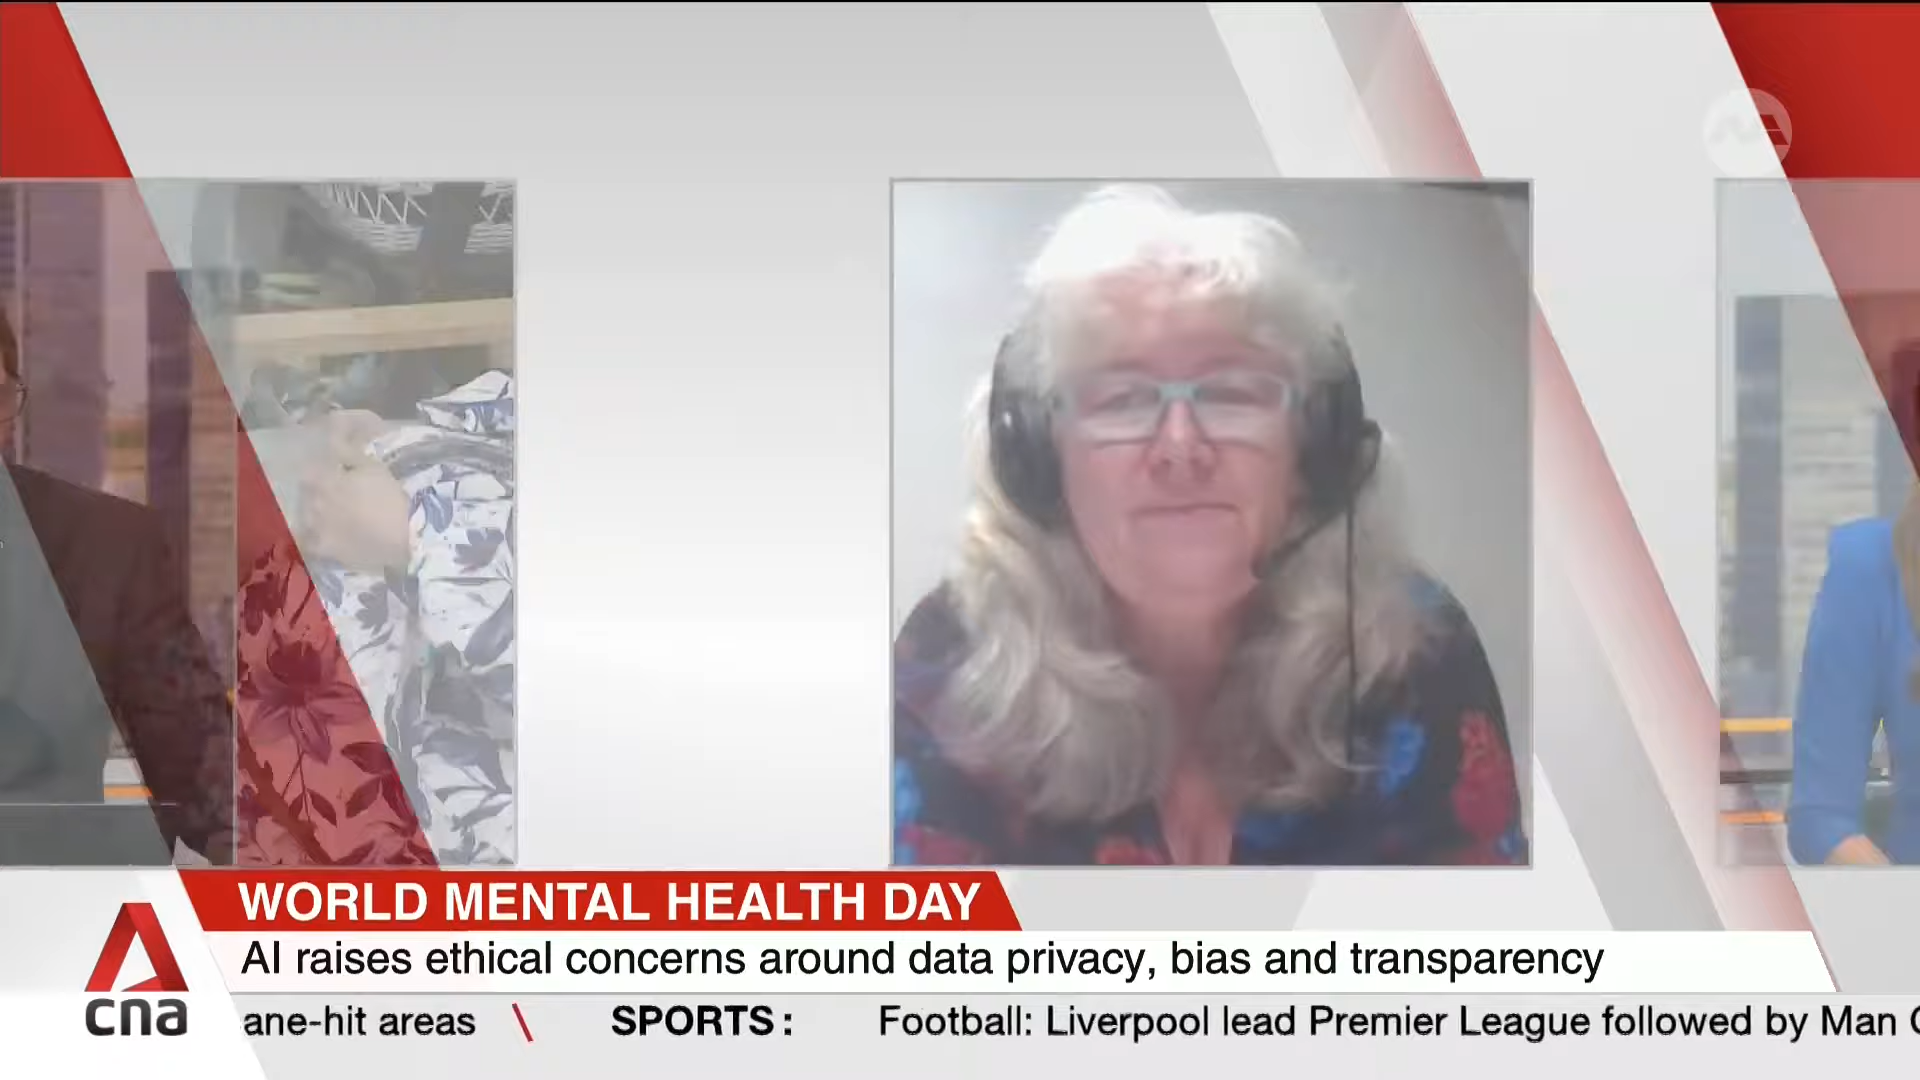 WORLD MENTAL HEALTH DAY
AI raises ethical concerns around data privacy, bias and transparency
cna
ane-hit areas \ SPORTS: Football: Liverpool lead Premier League followed by Man